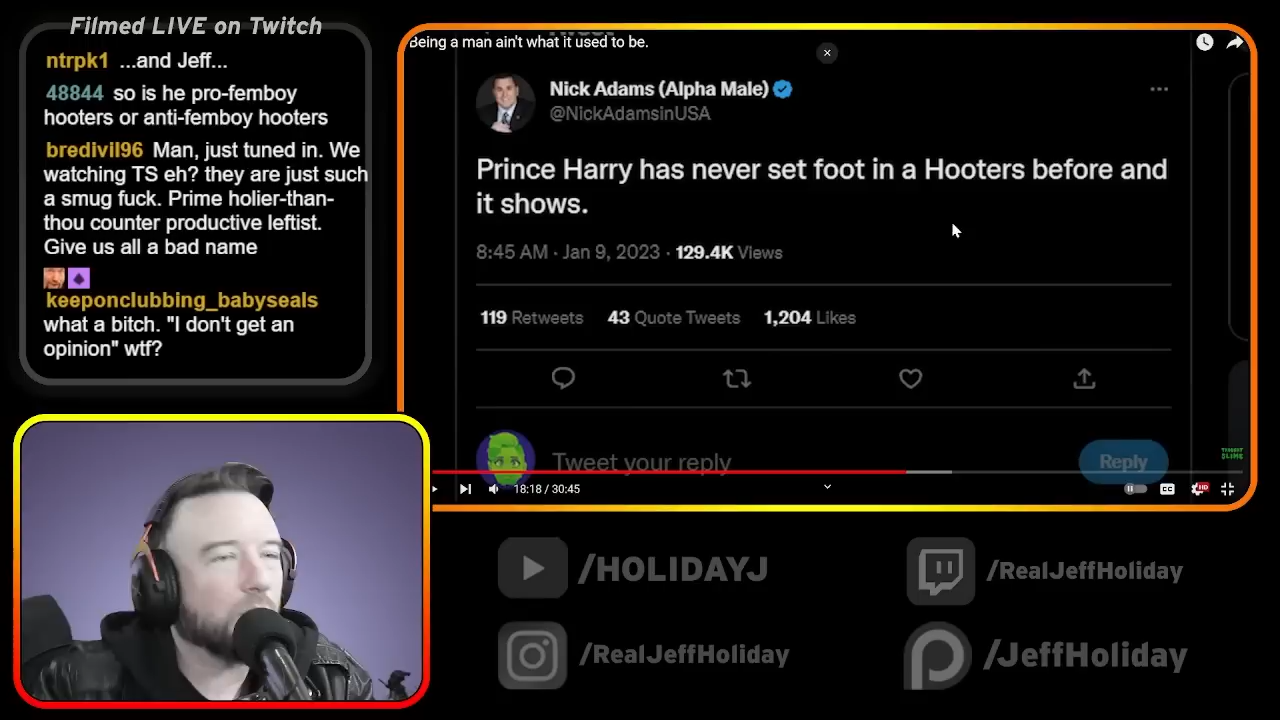 Filmed LIVE on Twitch
ntrpk1 ...and Jeff...
48844 so is he pro-femboy
hooters or anti-femboy hooters
bredivil96 Man, just tuned in. We
watching TS eh? they are just such
a smug fuck. Prime holier-than-
thou counter productive leftist.
Give us all a bad name
keeponclubbing_babyseals
what a bitch. "I don't get an
opinion" wtf?
Being a man ain't what it used to be.
Nick Adams (Alpha Male)
@NickAdamsinUSA
Prince Harry has never set foot in a Hooters before and
it shows.
8:45 AM · Jan 9, 2023 · 129.4K Views
119 Retweets 43 Quote Tweets 1,204 Likes
Tweet your reply
Reply
THOUGHT
SLIME
18:18 / 30:45
CC
HD
/HOLIDAYJ
/RealJeffHoliday
/RealJeffHoliday
/JeffHoliday